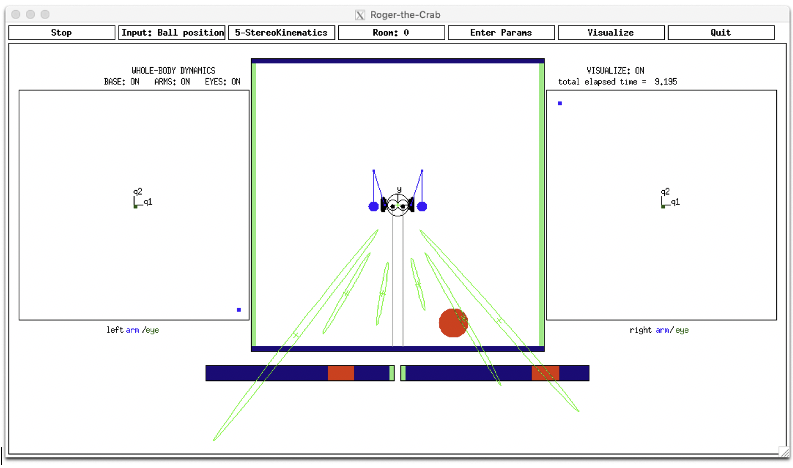 Roger-the-Crab
Stop Input: Ball position 5-StereoKinematics Room: 0 Enter Params Visualize Quit
WHOLE-BODY DYNAMICS
BASE: ON ARMS: ON EYES: ON
VISUALIZE: ON
total elapsed time = 9.195
q2
q1
y
q2
q1
left arm/eye
right arm/eye